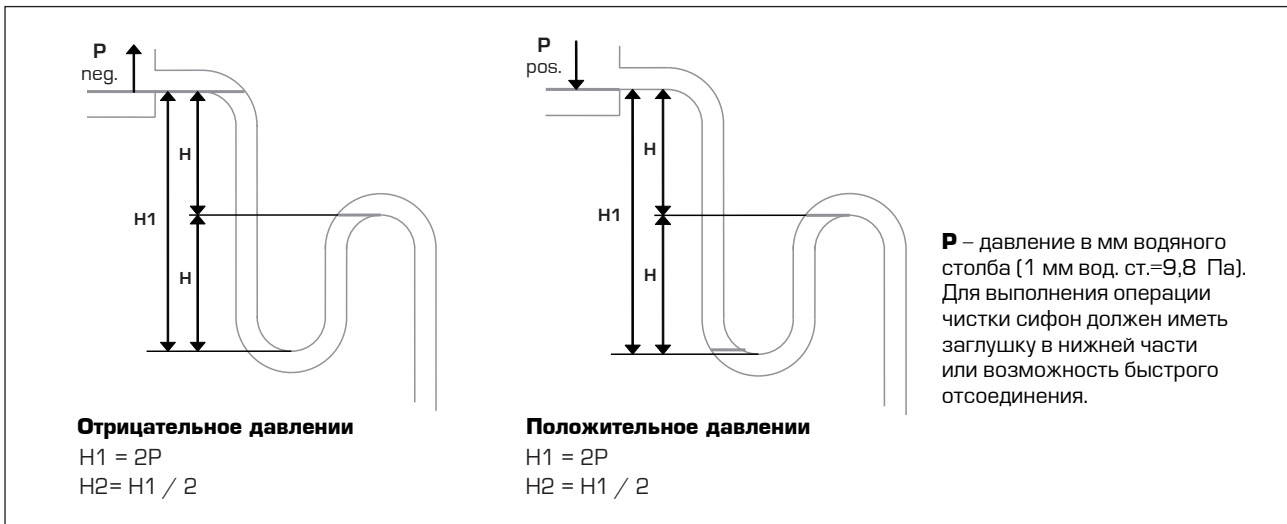 P
neg.
H
H1
H
Отрицательное давлении
H1 = 2P
H2= H1 / 2
P
pos.
H
H1
H
Положительное давлении
H1 = 2P
H2 = H1 / 2
P – давление в мм водяного
столба (1 мм вод. ст.=9,8 Па).
Для выполнения операции
чистки сифон должен иметь
заглушку в нижней части
или возможность быстрого
отсоединения.